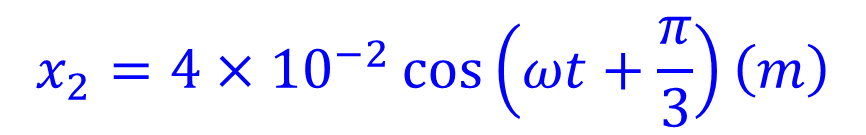 x₂ = 4 × 10⁻² cos(ωt + π/3) (m)